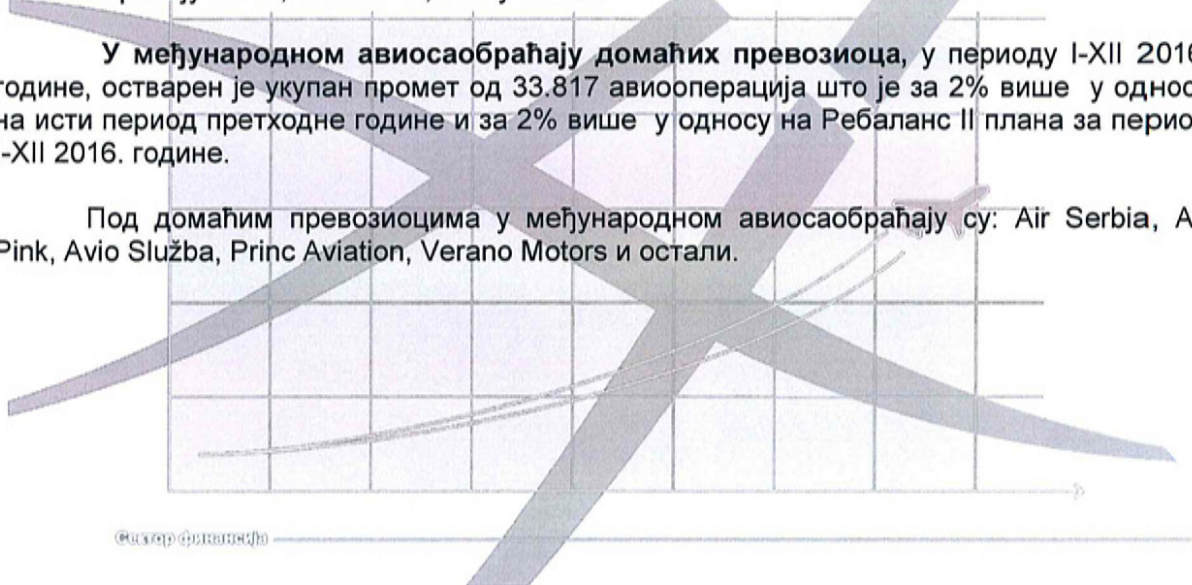 У међународном авиосаобраћају домаћих превозиоца, у периоду I-XII 2016
године, остварен је укупан промет од 33.817 авиооперација што је за 2% више у однос
на исти период претходне године и за 2% више у односу на Ребаланс II плана за перио
-XII 2016. године.
Под домаћим превозиоцима у међународном авиосаобраћају су: Air Serbia, A
Pink, Avio Služba, Princ Aviation, Verano Motors и остали.
Сектор финансија